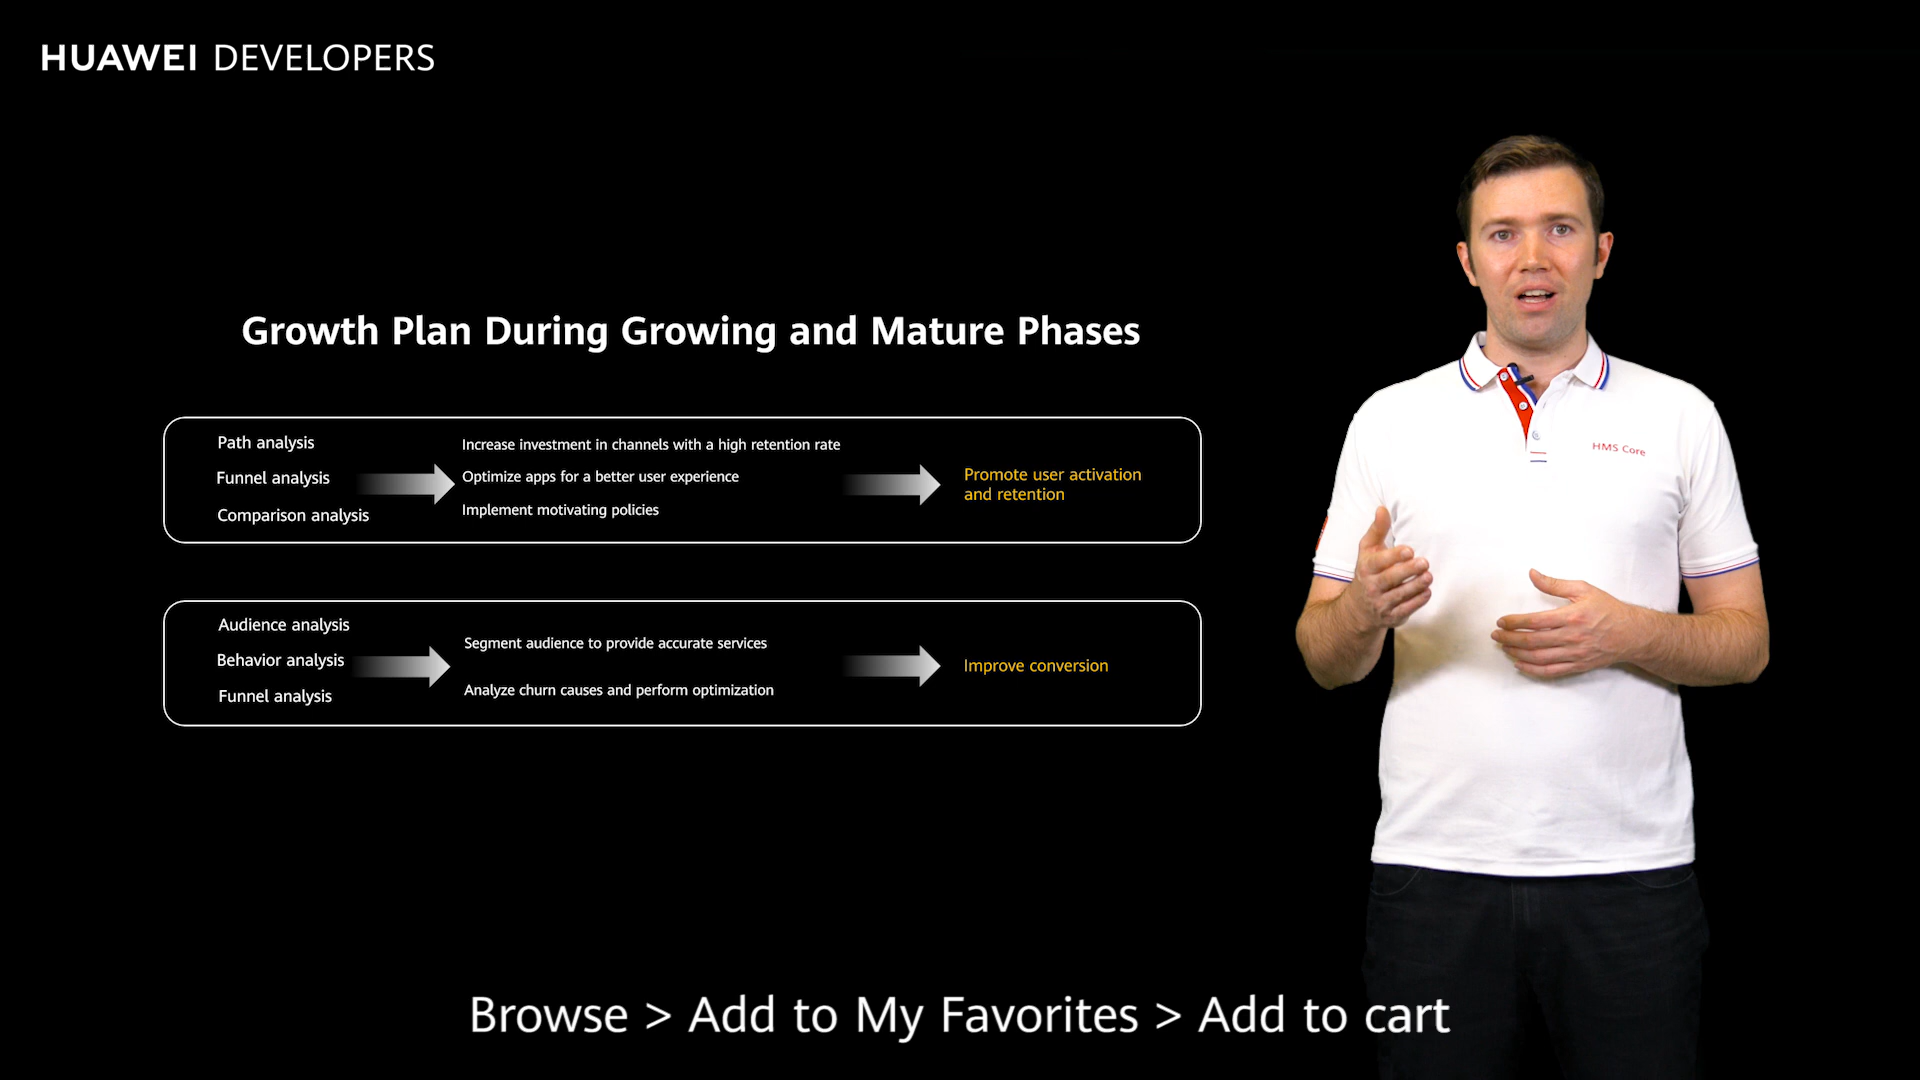 HUAWEI DEVELOPERS
Growth Plan During Growing and Mature Phases
Path analysis
Funnel analysis
Comparison analysis
Increase investment in channels with a high retention rate
Optimize apps for a better user experience
Implement motivating policies
Promote user activation
and retention
Audience analysis
Behavior analysis
Funnel analysis
Segment audience to provide accurate services
Analyze churn causes and perform optimization
Improve conversion
HMS Core
Browse > Add to My Favorites > Add to cart